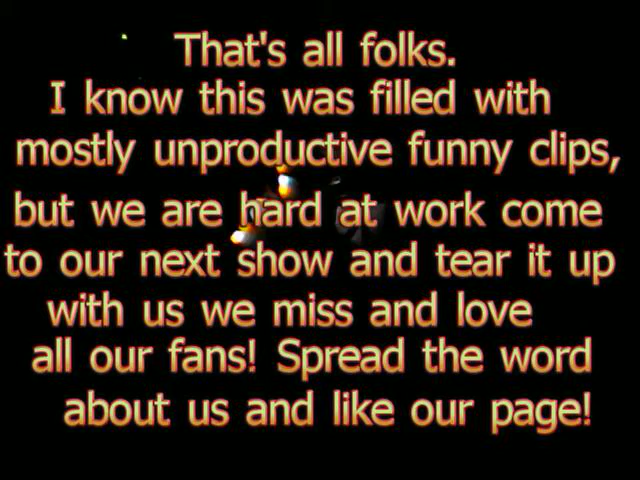 That's all folks.
I know this was filled with
mostly unproductive funny clips,
but we are hard at work come
to our next show and tear it up
with us we miss and love
all our fans! Spread the word
about us and like our page!